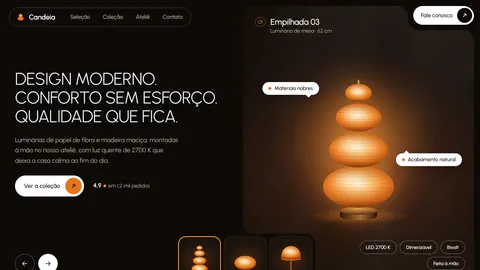 Candeia
Seleção
Coleção
Ateliê
Contato
Empilhada 03
Luminária de mesa · 62 cm
Fale conosco
DESIGN MODERNO.
CONFORTO SEM ESFORÇO.
QUALIDADE QUE FICA.
Luminárias de papel de fibra e madeira maciça, montadas
à mão no nosso ateliê, com luz quente de 2700 K que
deixa a casa calma ao fim do dia.
Ver a coleção
4,9 ★ em 1,2 mil pedidos
Materiais nobres
Acabamento natural
LED 2700 K
Dimerizável
Bivolt
Feito à mão